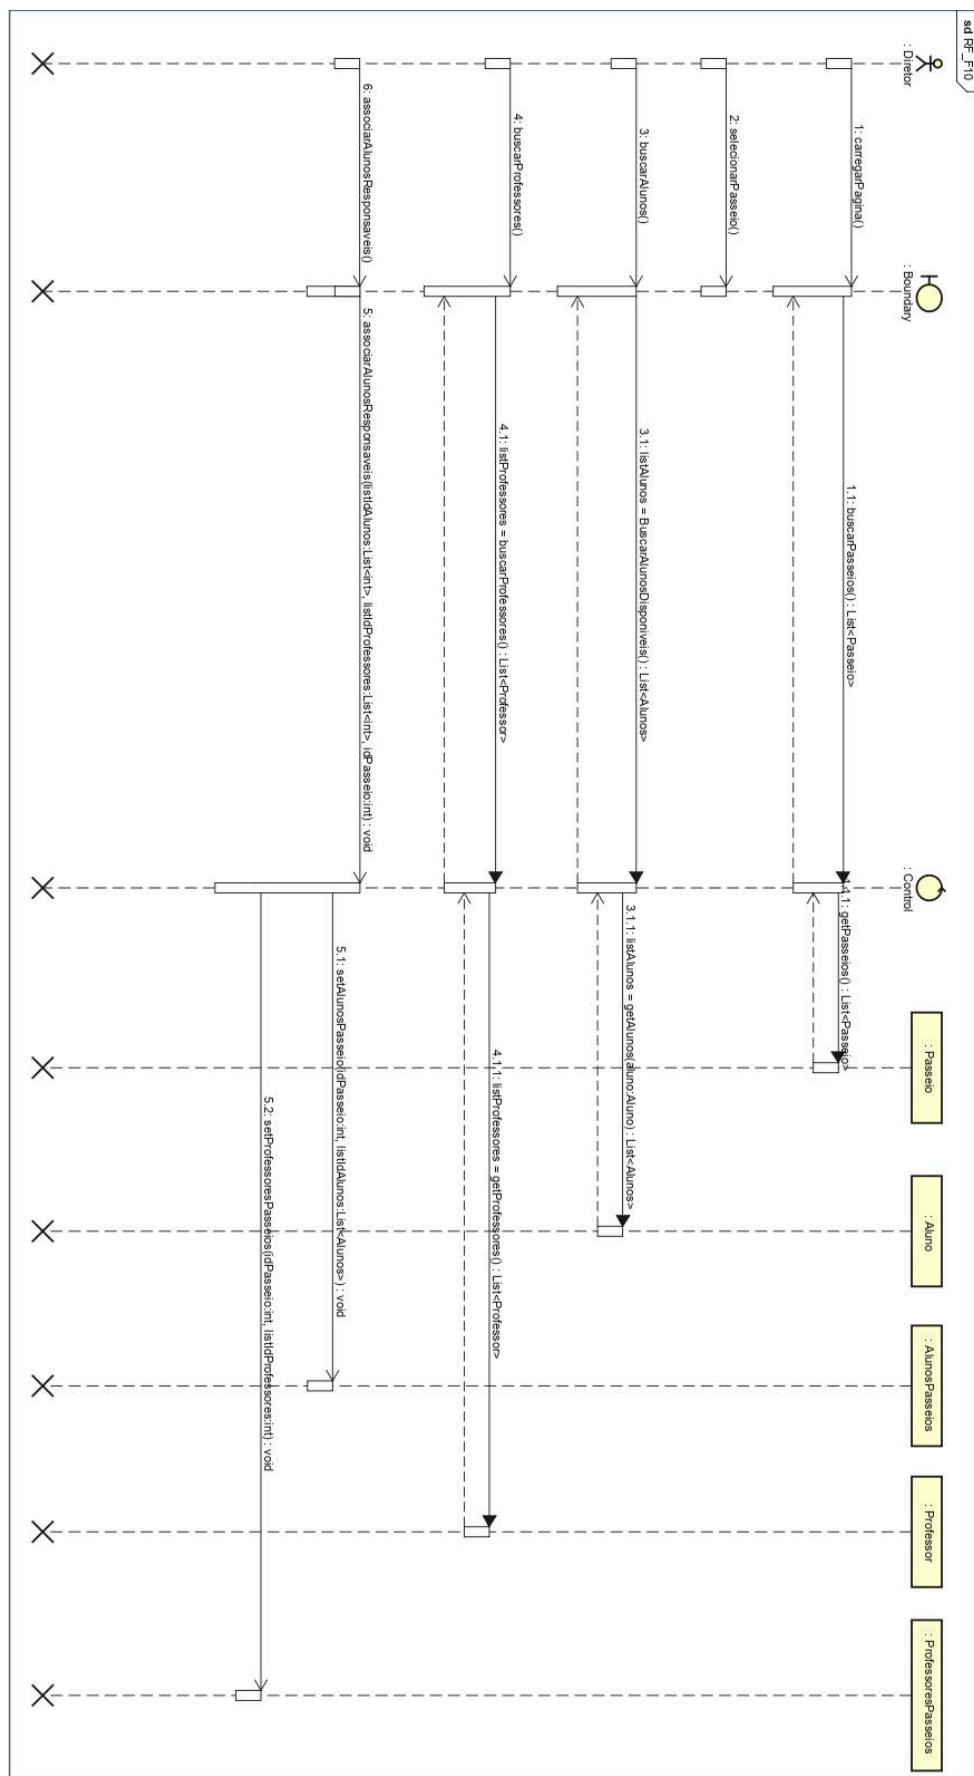 sd RF_F10
: Diretor
: Boundary
: Control
: Passeio
: Aluno
: AlunosPasseios
: Professor
: ProfessoresPasseios
1: carregarPagina()
1.1: buscarPasseios() : List<Passeio>
1.1.1: getPasseios() : List<Passeio>
2: selecionarPasseio()
3: buscarAlunos()
3.1: listAlunos = BuscarAlunosDisponiveis() : List<Alunos>
3.1.1: listAlunos = getAlunos(aluno:Aluno) : List<Alunos>
4: buscarProfessores()
4.1: listProfessores = buscarProfessores() : List<Professor>
4.1.1: listProfessores = getProfessores() : List<Professor>
6: associarAlunosResponsaveis()
5: associarAlunosResponsaveis(listIdAlunos:List<int>, listIdProfessores:List<int>, idPasseio:int) : void
5.1: setAlunosPasseio(idPasseio:int, listIdAlunos:List<Alunos>) : void
5.2: setProfessoresPasseios(idPasseio:int, listIdProfessores:int) : void